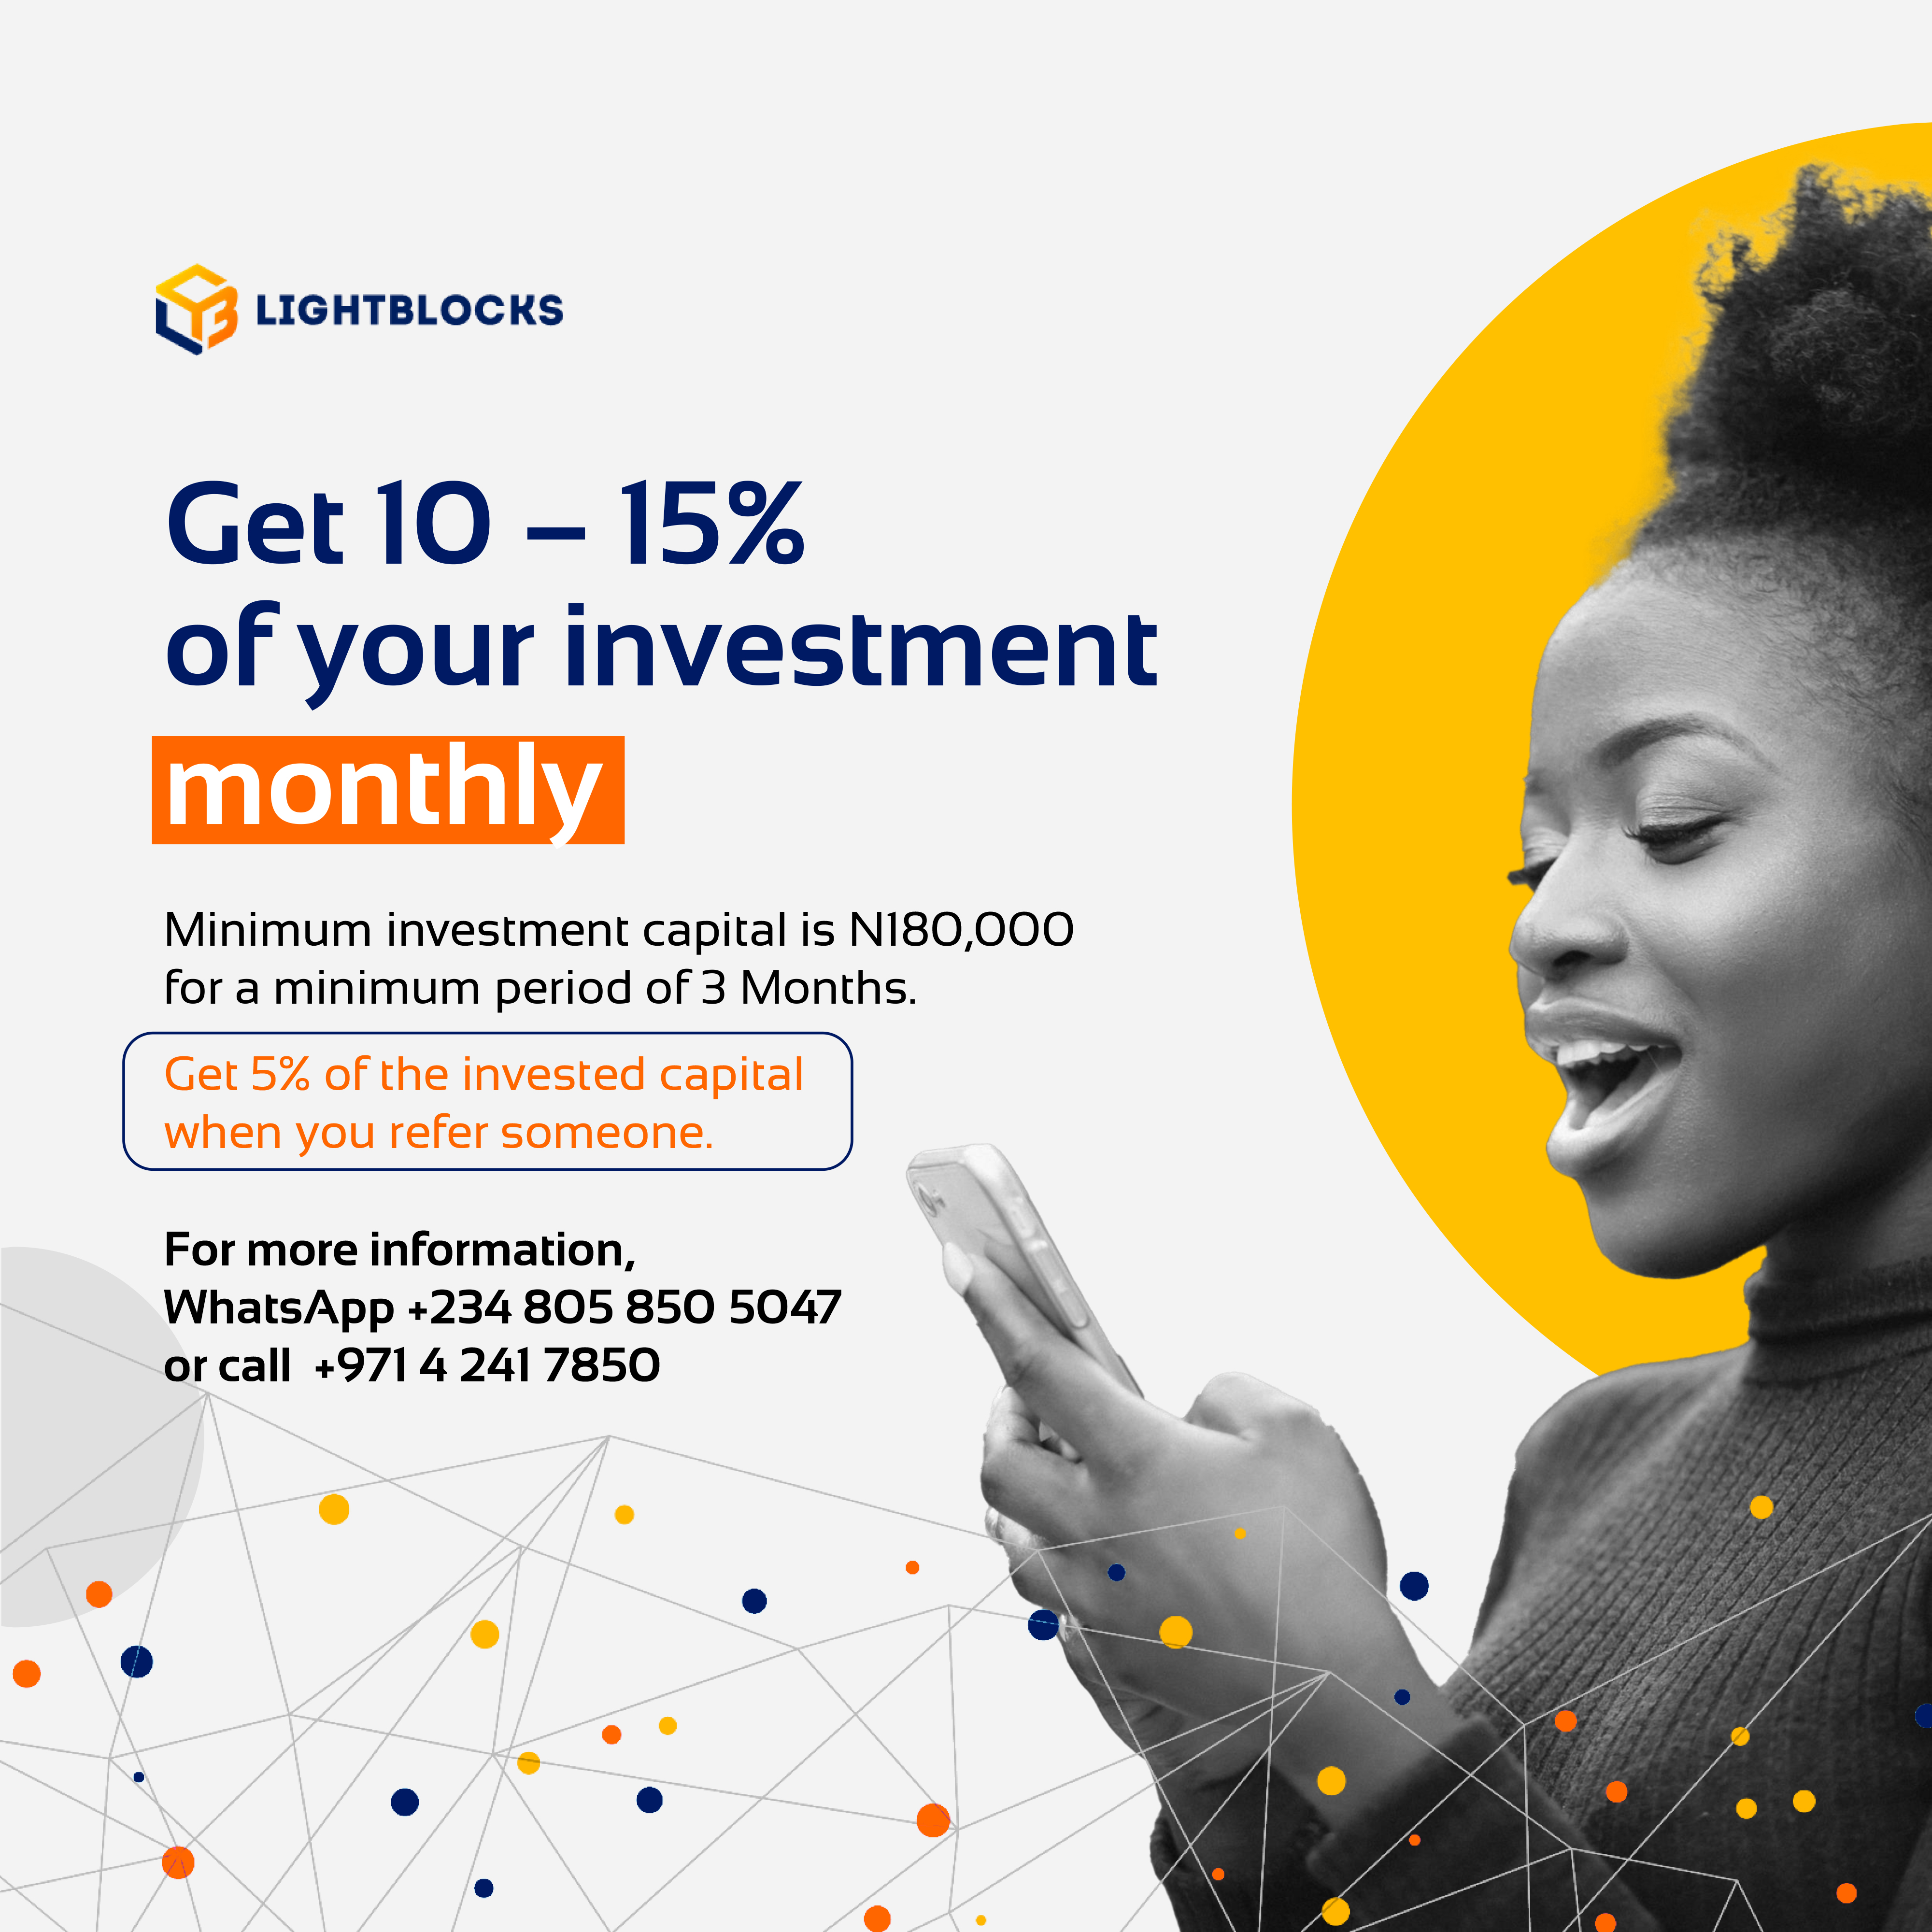 LIGHTBLOCKS
Get 10 – 15%
of your investment
monthly
Minimum investment capital is N180,000
for a minimum period of 3 Months.
Get 5% of the invested capital
when you refer someone.
For more information,
WhatsApp +234 805 850 5047
or call +971 4 241 7850